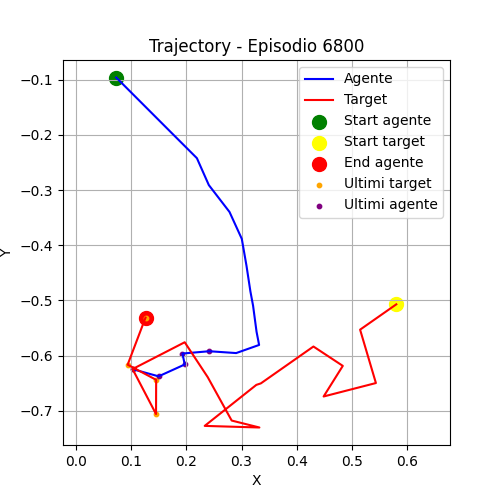 Trajectory - Episodio 6800
Agente
Target
Start agente
Start target
End agente
Ultimi target
Ultimi agente
Y
−0.1
−0.2
−0.3
−0.4
−0.5
−0.6
−0.7
0.0 0.1 0.2 0.3 0.4 0.5 0.6
X